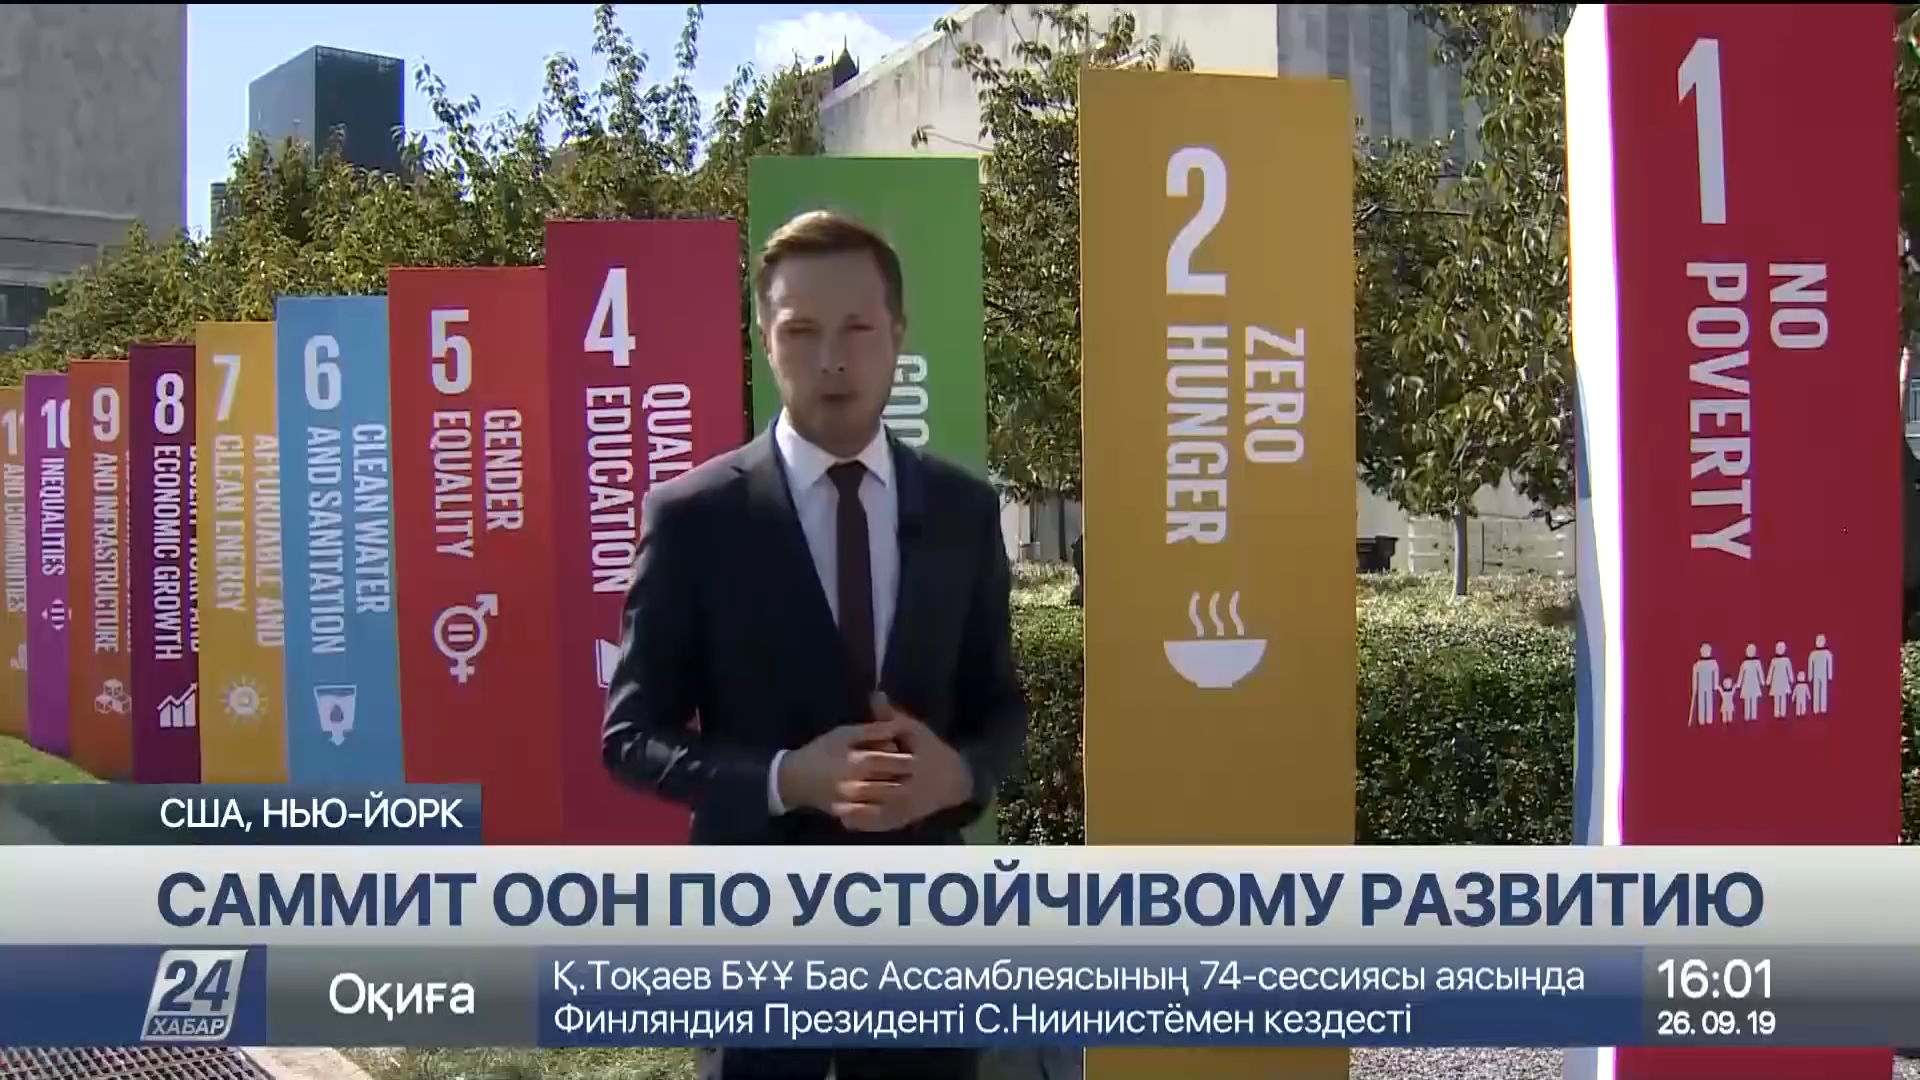 1
NO
POVERTY
2
ZERO
HUNGER
4
EDUCATION
5
GENDER
EQUALITY
6
CLEAN WATER
AND SANITATION
7
AFFORDABLE AND
CLEAN ENERGY
8
ECONOMIC GROWTH
9
AND INFRASTRUCTURE
10
INEQUALITIES
AND COMMUNITIES
США, НЬЮ-ЙОРК
САММИТ ООН ПО УСТОЙЧИВОМУ РАЗВИТИЮ
24
ХАБАР
Оқиға
Қ.Тоқаев БҰҰ Бас Ассамблеясының 74-сессиясы аясында
Финляндия Президенті С.Ниинистёмен кездесті
16:01
26. 09. 19